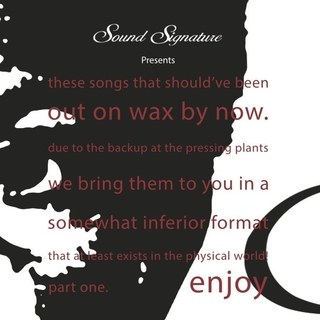 Sound Signature
Presents
these songs that should've been
out on wax by now.
due to the backup at the pressing plants
we bring them to you in a
somewhat inferior format
that at least exists in the physical world!
part one. enjoy